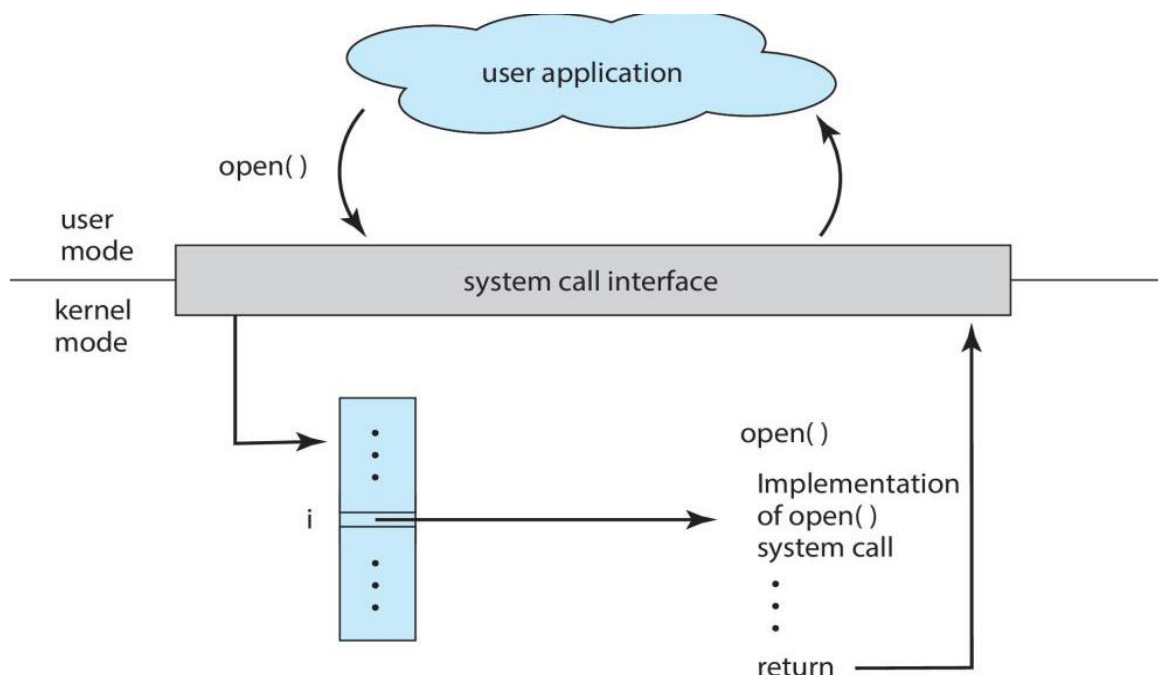 user application
open( )
user
mode
system call interface
kernel
mode
open( )
Implementation
of open( )
system call
i
return